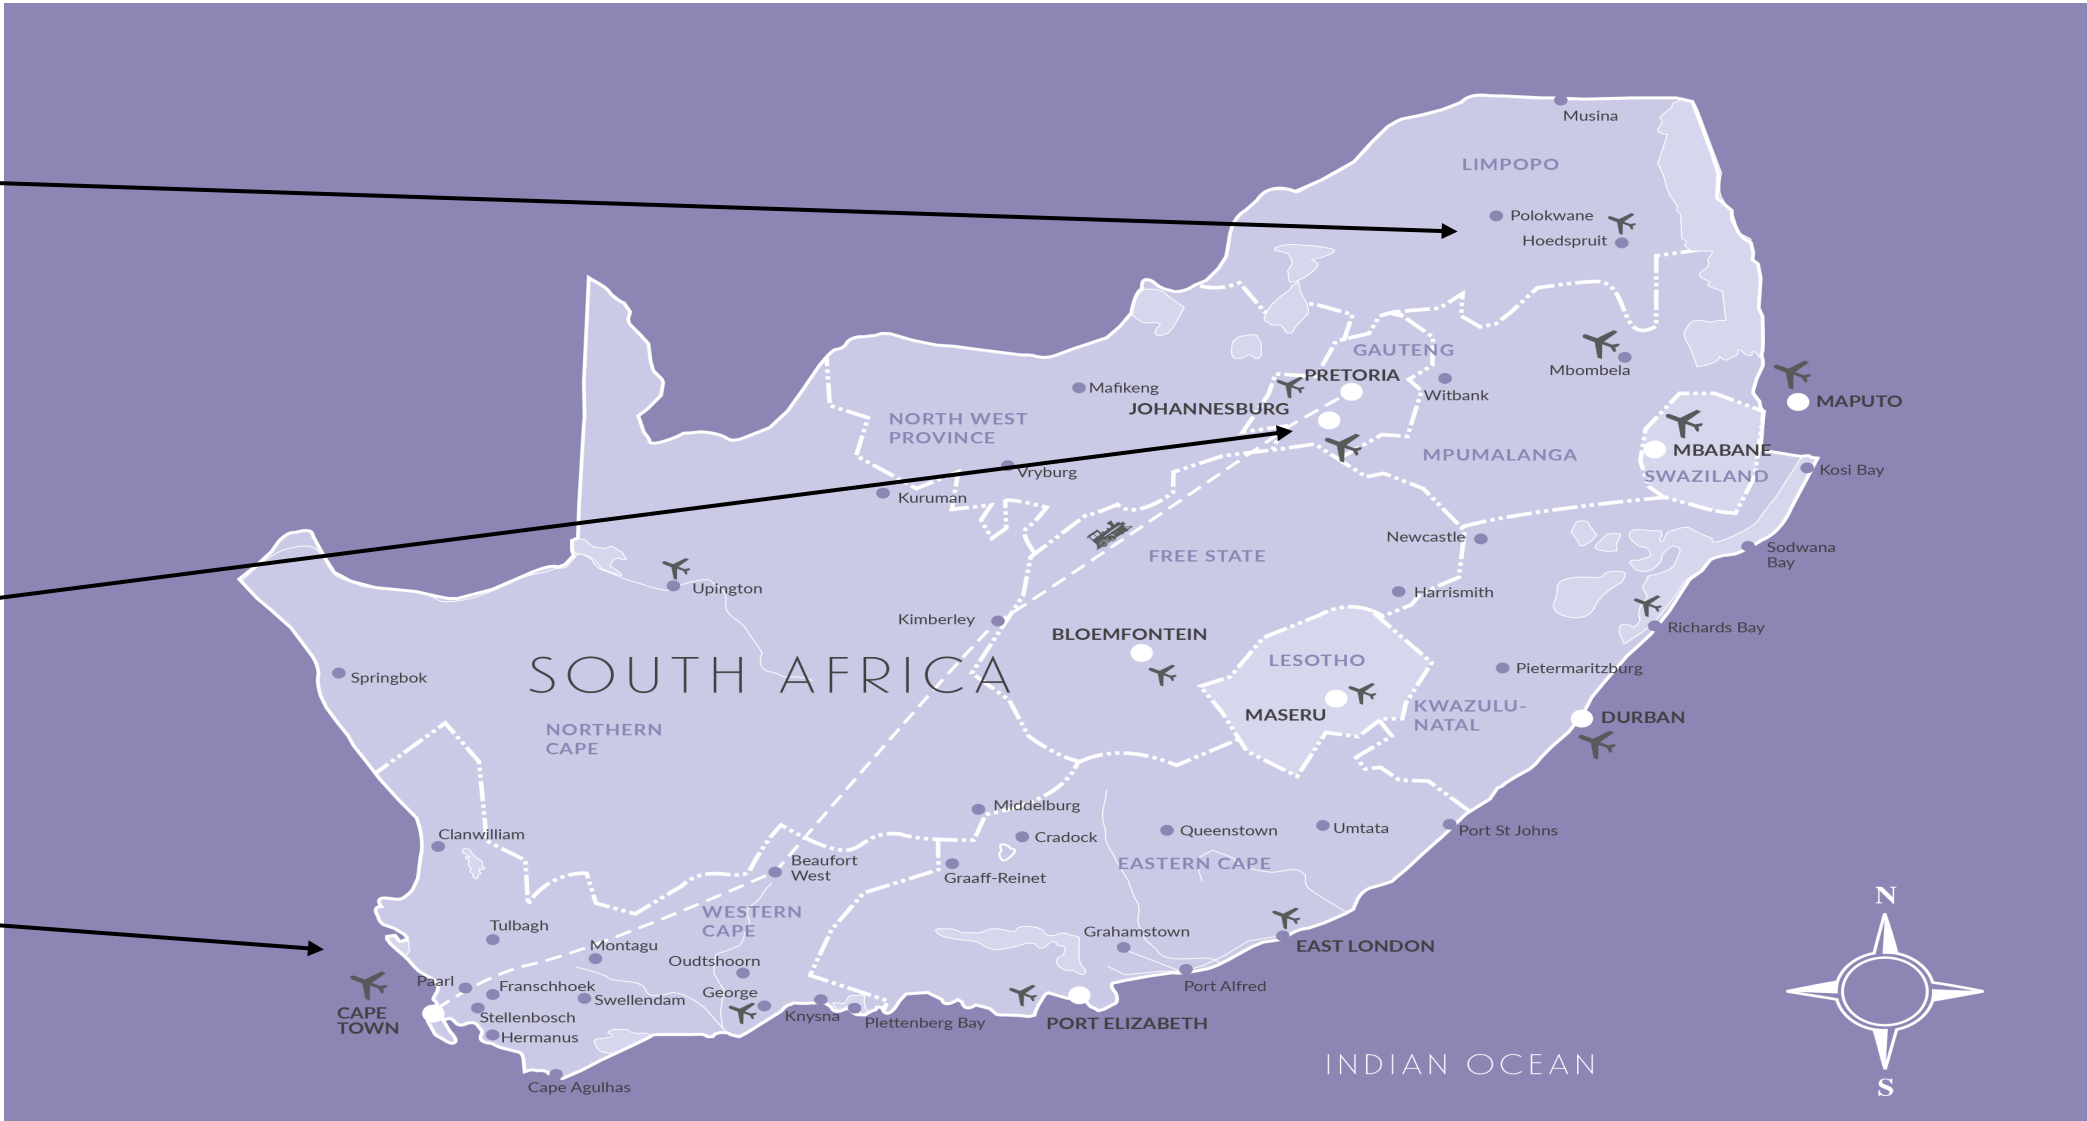 Musina
LIMPOPO
Polokwane
Hoedspruit
GAUTENG
PRETORIA
Mbombela
Mafikeng
Witbank
JOHANNESBURG
MAPUTO
NORTH WEST
PROVINCE
MPUMALANGA
MBABANE
Vryburg
SWAZILAND
Kosi Bay
Kuruman
Newcastle
FREE STATE
Sodwana
Bay
Upington
Harrismith
Kimberley
BLOEMFONTEIN
Richards Bay
LESOTHO
SOUTH AFRICA
Springbok
Pietermaritzburg
MASERU
KWAZULU-
NATAL
DURBAN
NORTHERN
CAPE
Middelburg
Clanwilliam
Cradock
Queenstown
Umtata
Port St Johns
Beaufort
West
EASTERN CAPE
Graaff-Reinet
WESTERN
CAPE
Tulbagh
Montagu
Grahamstown
EAST LONDON
Oudtshoorn
Paarl
Franschhoek
Swellendam
George
Port Alfred
CAPE
TOWN
Stellenbosch
Knysna
Plettenberg Bay
PORT ELIZABETH
Hermanus
Cape Agulhas
INDIAN OCEAN
N
S